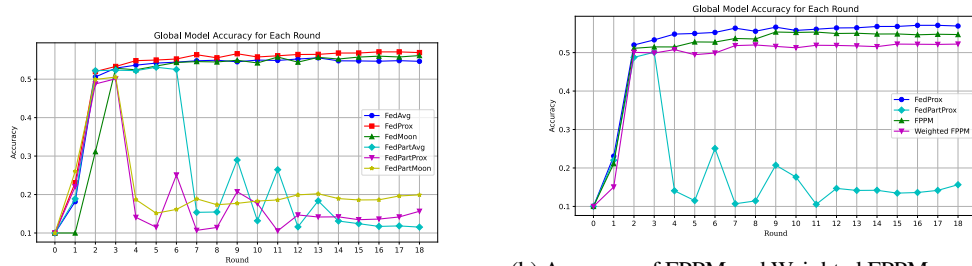 Global Model Accuracy for Each Round
0.5
0.4
0.3
0.2
0.1
Accuracy
0 1 2 3 4 5 6 7 8 9 10 11 12 13 14 15 16 17 18
Round
FedAvg
FedProx
FedMoon
FedPartAvg
FedPartProx
FedPartMoon
Global Model Accuracy for Each Round
0.6
0.5
0.4
0.3
0.2
0.1
Accuracy
0 1 2 3 4 5 6 7 8 9 10 11 12 13 14 15 16 17 18
Round
FedProx
FedPartProx
FPPM
Weighted FPPM